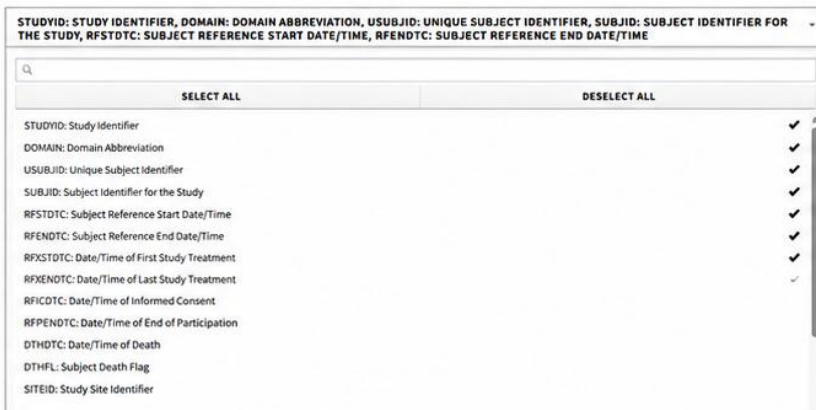 STUDYID: STUDY IDENTIFIER, DOMAIN: DOMAIN ABBREVIATION, USUBJID: UNIQUE SUBJECT IDENTIFIER, SUBJID: SUBJECT IDENTIFIER FOR
THE STUDY, RFSTDTC: SUBJECT REFERENCE START DATE/TIME, RFENDTC: SUBJECT REFERENCE END DATE/TIME
SELECT ALL DESELECT ALL
STUDYID: Study Identifier
DOMAIN: Domain Abbreviation
USUBJID: Unique Subject Identifier
SUBJID: Subject Identifier for the Study
RFSTDTC: Subject Reference Start Date/Time
RFENDTC: Subject Reference End Date/Time
RFXSTDTC: Date/Time of First Study Treatment
RFXENDTC: Date/Time of Last Study Treatment
RFICDTC: Date/Time of Informed Consent
RFPENDTC: Date/Time of End of Participation
DTHDTC: Date/Time of Death
DTHFL: Subject Death Flag
SITEID: Study Site Identifier